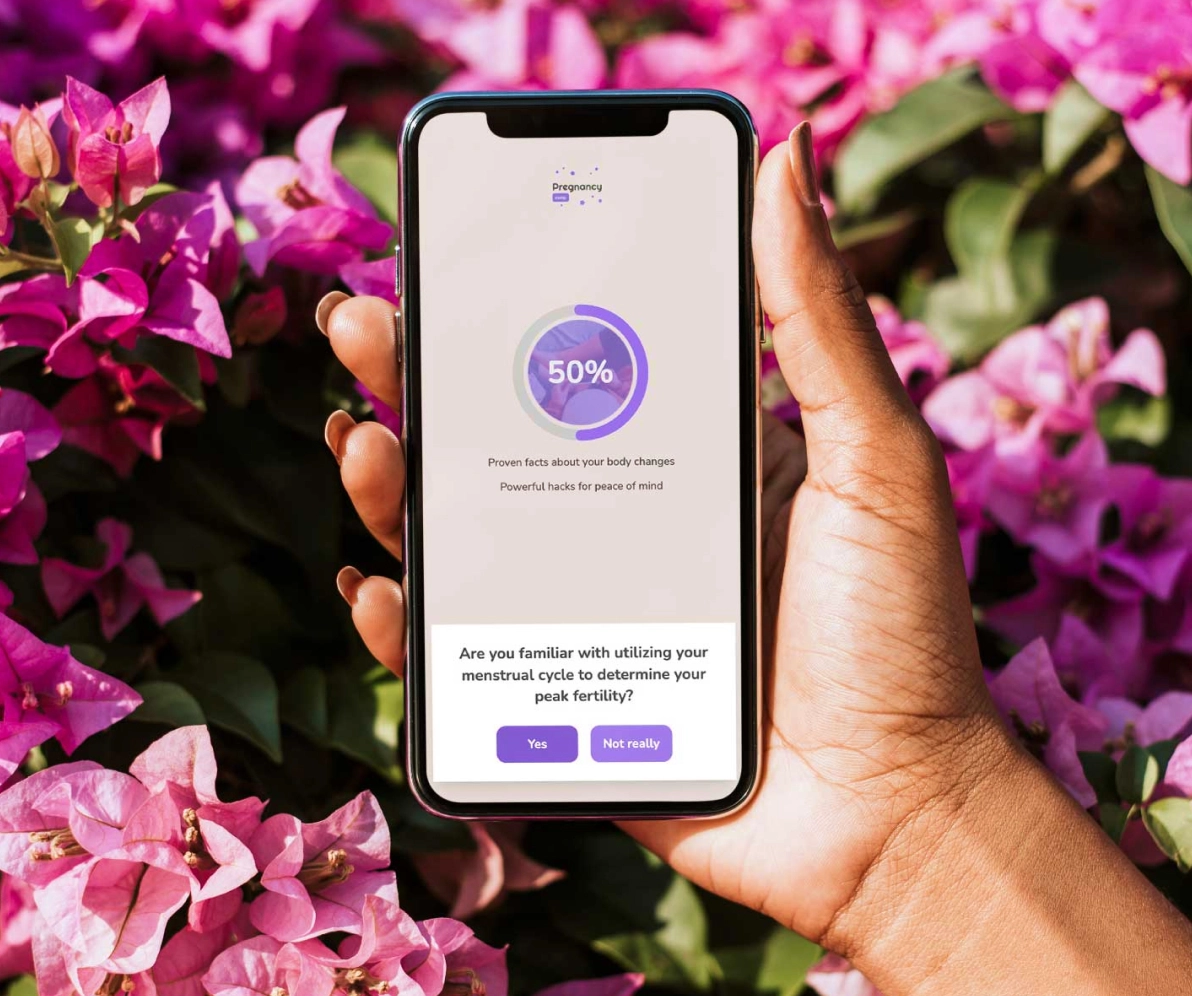 Pregnancy
50%
Proven facts about your body changes
Powerful hacks for peace of mind
Are you familiar with utilizing your
menstrual cycle to determine your
peak fertility?
Yes
Not really